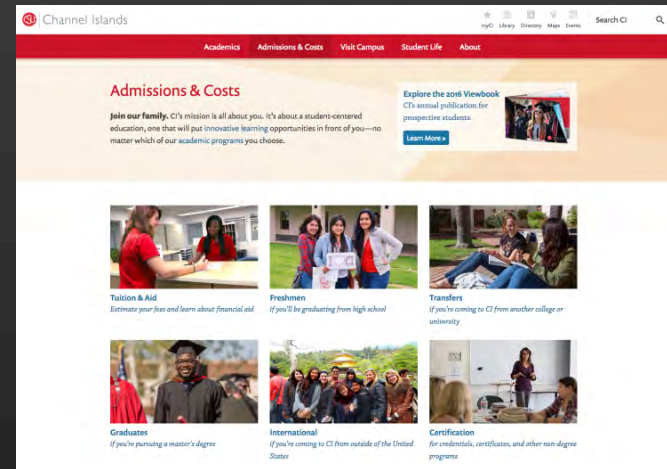 CSU Channel Islands
myCI Library Directory Maps Events
Search CI
Academics Admissions & Costs Visit Campus Student Life About
Admissions & Costs
Join our family. CI's mission is all about you. It's about a student-centered
education, one that will put innovative learning opportunities in front of you—no
matter which of our academic programs you choose.
Explore the 2016 Viewbook
CI's annual publication for
prospective students.
Learn More »
Tuition & Aid
Estimate your fees and learn about financial aid
Freshmen
if you'll be graduating from high school
Transfers
if you're coming to CI from another college or
university
Graduates
if you're pursuing a master's degree
International
if you're coming to CI from outside of the United
States
Certification
for credentials, certificates, and other non-degree
programs